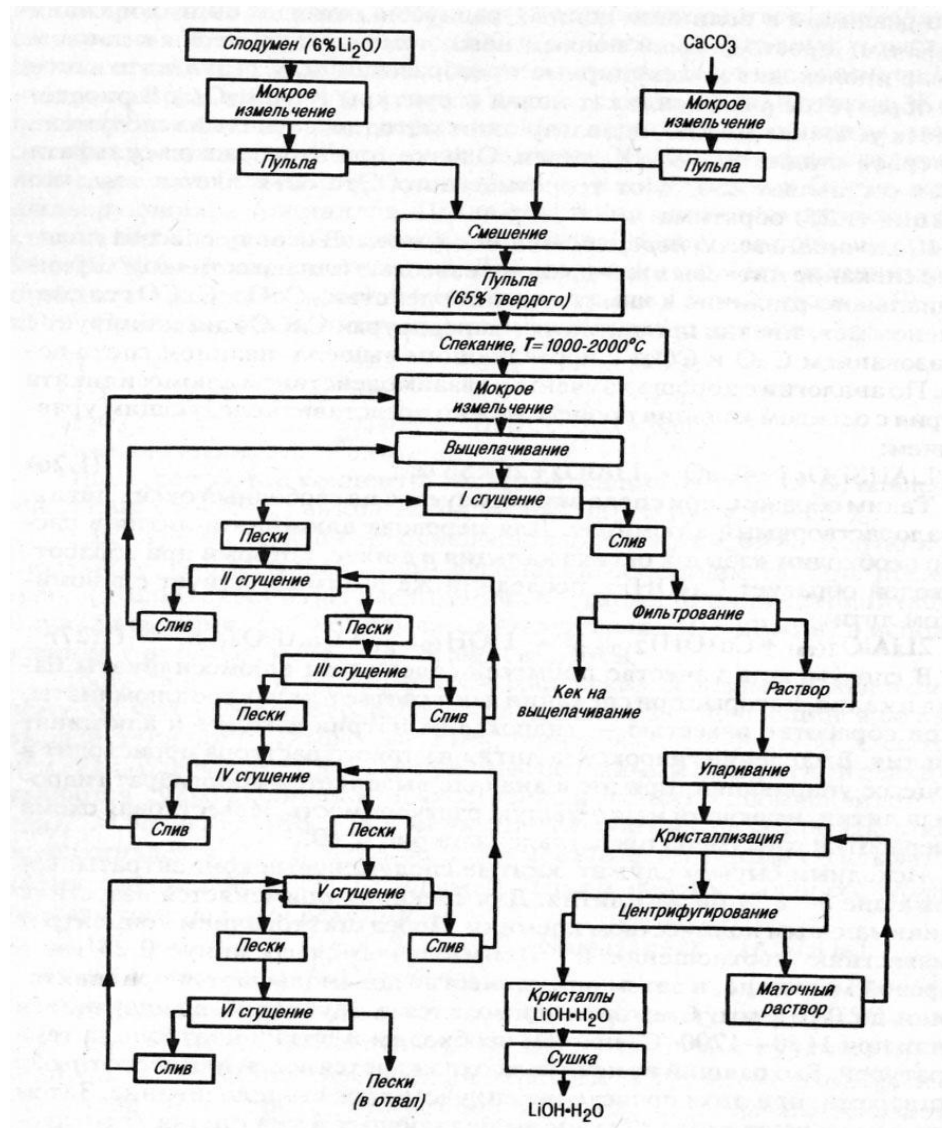 Сподумен (6%Li₂O)
CaCO₃
Мокрое
измельчение
Мокрое
измельчение
Пульпа
Пульпа
Смешение
Пульпа
(65% твердого)
Спекание, T=1000-2000°C
Мокрое
измельчение
Выщелачивание
I сгущение
Пески
Слив
II сгущение
Фильтрование
Слив
Пески
III сгущение
Кек на
выщелачивание
Раствор
Пески
Слив
IV сгущение
Упаривание
Слив
Пески
Кристаллизация
V сгущение
Центрифугирование
Пески
Слив
Кристаллы
LiOH•H₂O
Маточный
раствор
VI сгущение
Слив
Сушка
Пески
(в отвал)
LiOH•H₂O